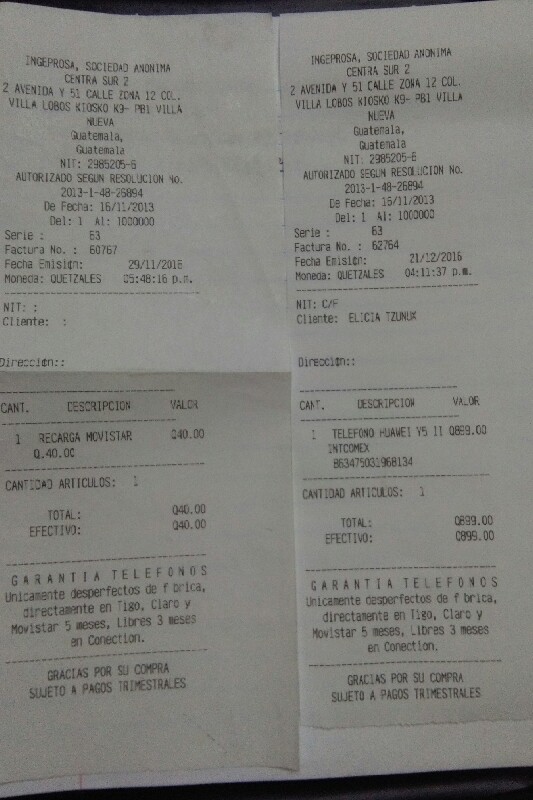 INGEPROSA, SOCIEDAD ANONIMA
CENTRA SUR 2
2 AVENIDA Y 51 CALLE ZONA 12 COL.
VILLA LOBOS KIOSKO K9- PB1 VILLA
NUEVA
Guatemala,
Guatemala
NIT: 2985205-6
AUTORIZADO SEGUN RESOLUCION No.
2013-1-48-26894
De Fecha: 16/11/2013
Del: 1 Al: 1000000
Serie : 63
Factura No. : 60767
Fecha Emisión: 29/11/2016
Moneda: QUETZALES 05:48:16 p.m.
NIT: :
Cliente: :
Dirección::
CANT. DESCRIPCION VALOR
1 RECARGA MOVISTAR Q40.00
Q.40.00
CANTIDAD ARTICULOS: 1
TOTAL: Q40.00
EFECTIVO: Q40.00
GARANTIA TELEFONOS
Unicamente desperfectos de f brica,
directamente en Tigo, Claro y
Movistar 5 meses, Libres 3 meses
en Conection.
GRACIAS POR SU COMPRA
SUJETO A PAGOS TRIMESTRALES
INGEPROSA, SOCIEDAD ANONIMA
CENTRA SUR 2
2 AVENIDA Y 51 CALLE ZONA 12 COL.
VILLA LOBOS KIOSKO K9- PB1 VILLA
NUEVA
Guatemala,
Guatemala
NIT: 2985205-6
AUTORIZADO SEGUN RESOLUCION No.
2013-1-48-26894
De Fecha: 16/11/2013
Del: 1 Al: 1000000
Serie : 63
Factura No. : 62764
Fecha Emisión: 21/12/2016
Moneda: QUETZALES 04:11:37 p.m.
NIT: C/F
Cliente: ELICIA TZUNUX
Dirección::
CANT. DESCRIPCION VALOR
1 TELEFONO HUAWEI Y5 II Q899.00
INTCOMEX
863475031968134
CANTIDAD ARTICULOS: 1
TOTAL: Q899.00
EFECTIVO: Q899.00
GARANTIA TELEFONOS
Unicamente desperfectos de f brica,
directamente en Tigo, Claro y
Movistar 5 meses, Libres 3 meses
en Conection.
GRACIAS POR SU COMPRA
SUJETO A PAGOS TRIMESTRALES